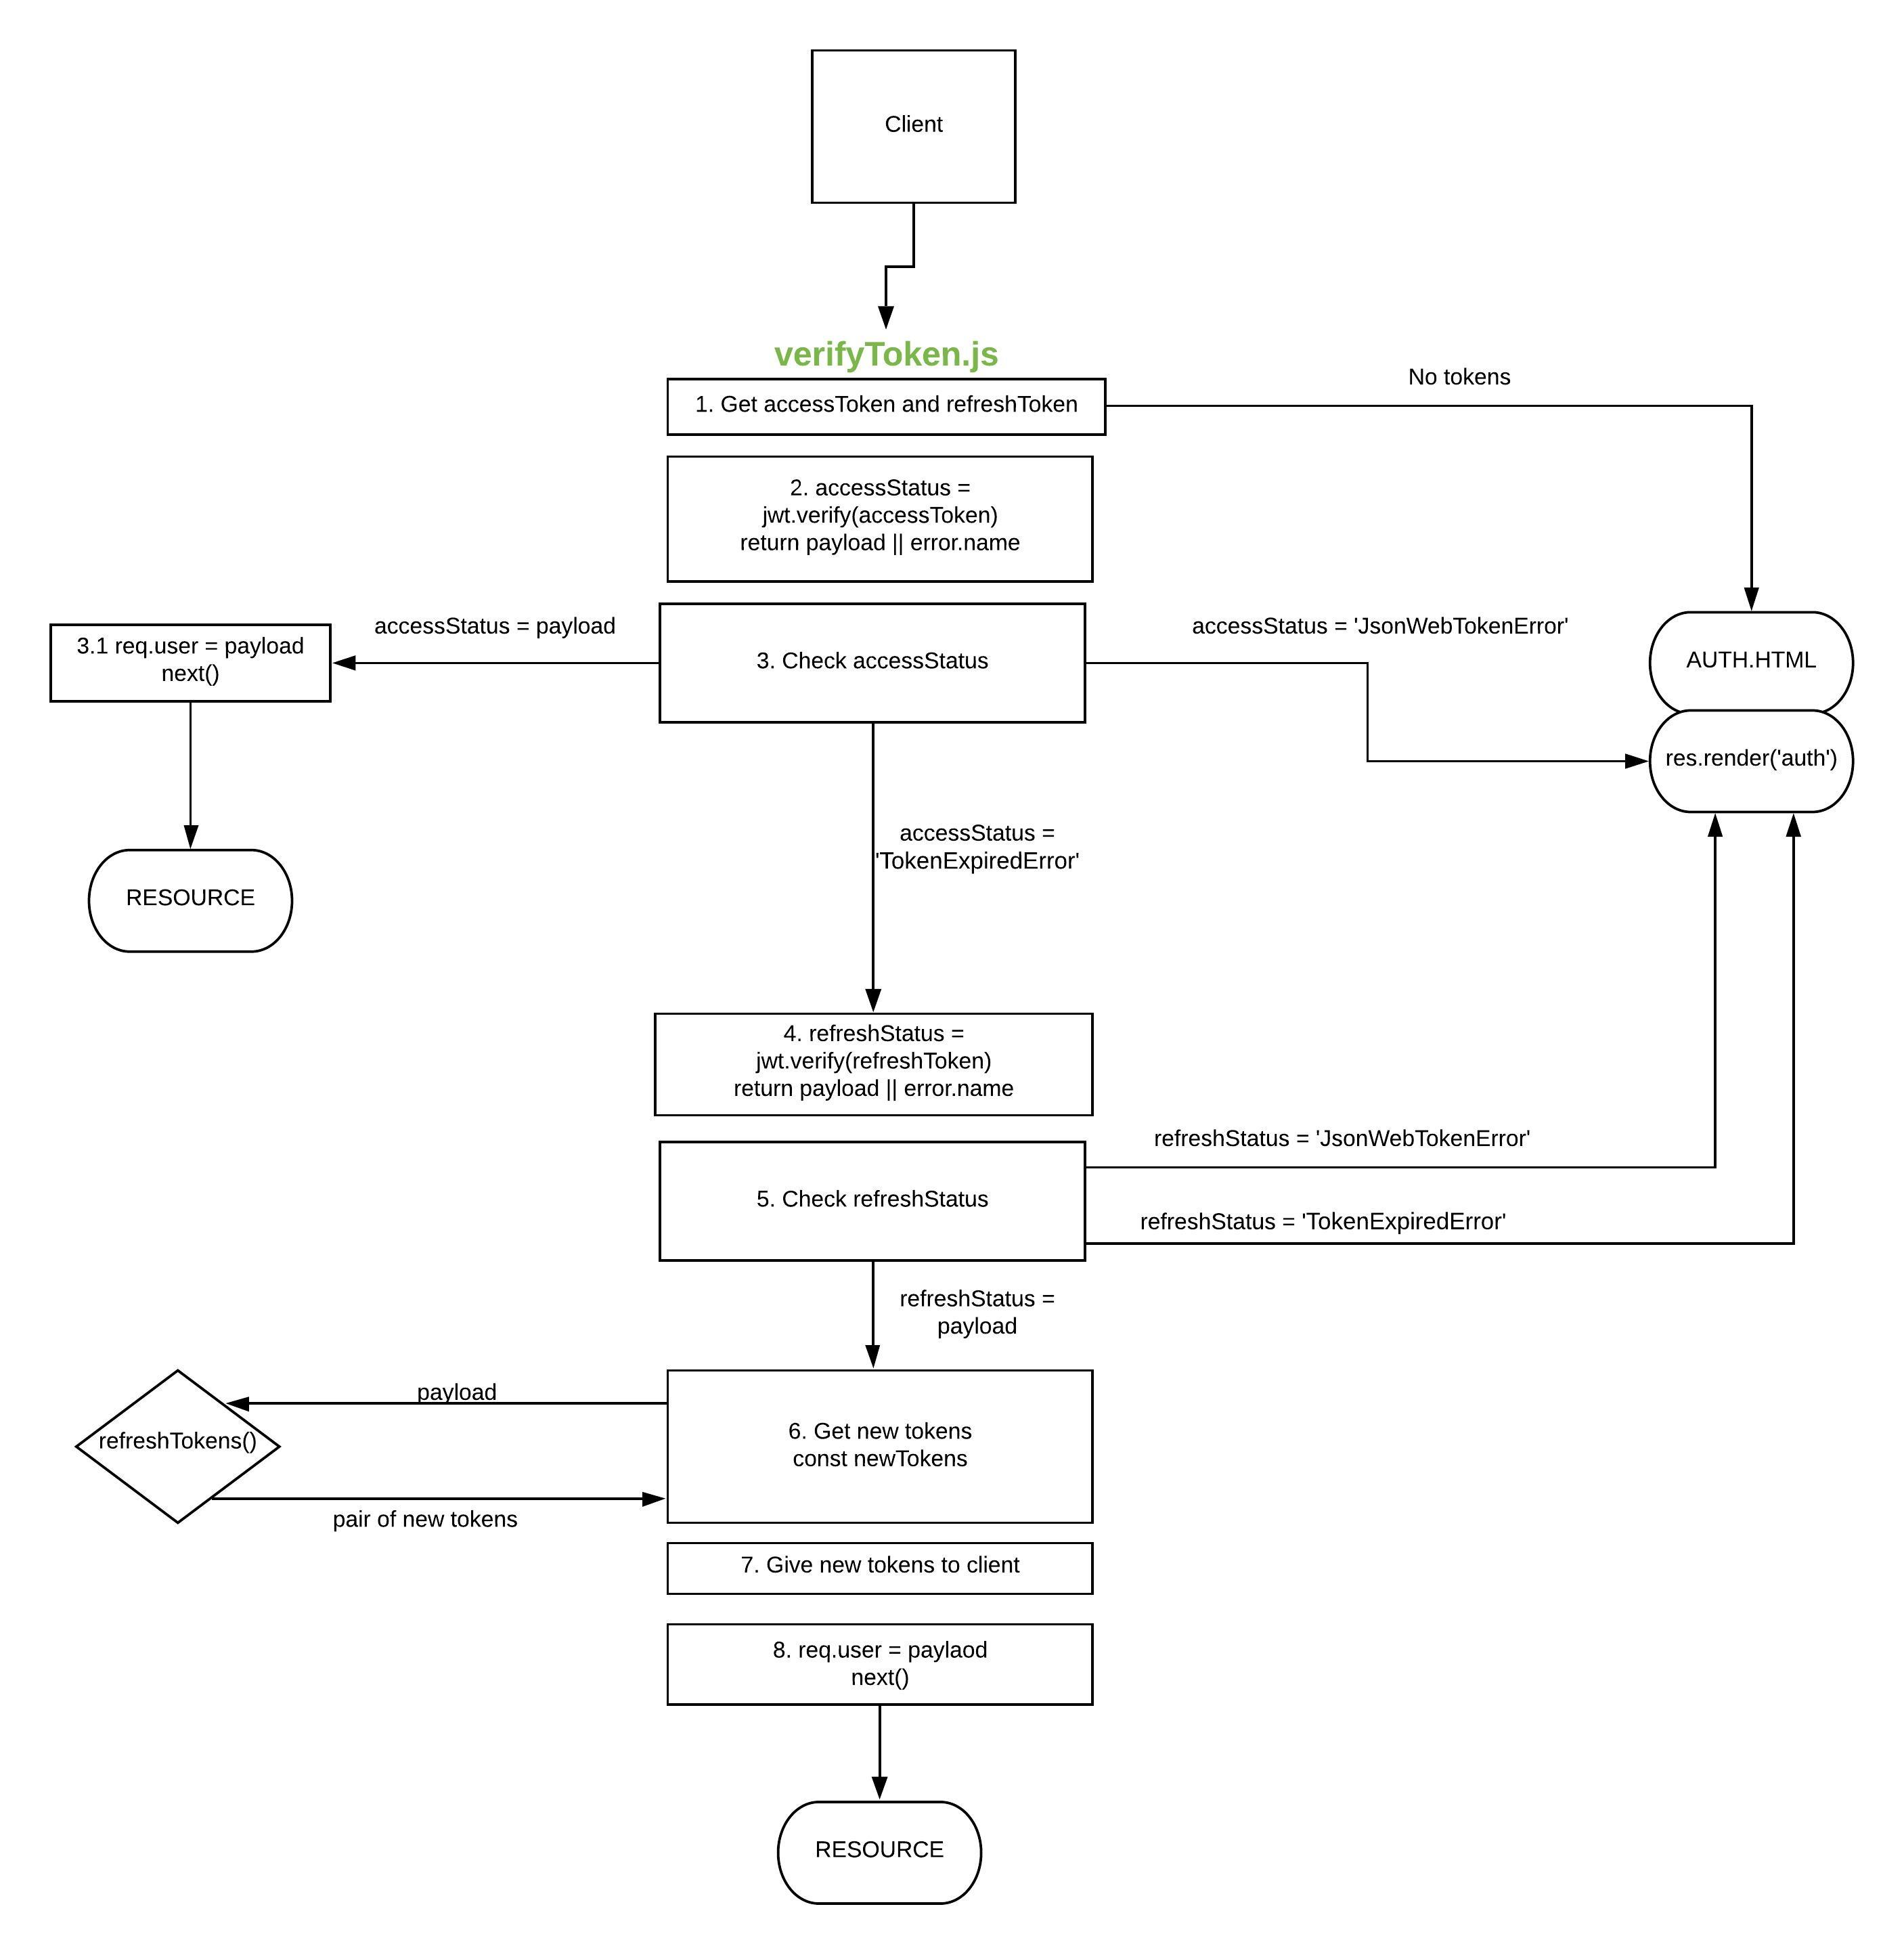 Client
verifyToken.js
No tokens
1. Get accessToken and refreshToken
2. accessStatus =
jwt.verify(accessToken)
return payload || error.name
accessStatus = payload
accessStatus = 'JsonWebTokenError'
3.1 req.user = payload
next()
3. Check accessStatus
AUTH.HTML
res.render('auth')
accessStatus =
'TokenExpiredError'
RESOURCE
4. refreshStatus =
jwt.verify(refreshToken)
return payload || error.name
refreshStatus = 'JsonWebTokenError'
5. Check refreshStatus
refreshStatus = 'TokenExpiredError'
refreshStatus =
payload
payload
refreshTokens()
6. Get new tokens
const newTokens
pair of new tokens
7. Give new tokens to client
8. req.user = paylaod
next()
RESOURCE